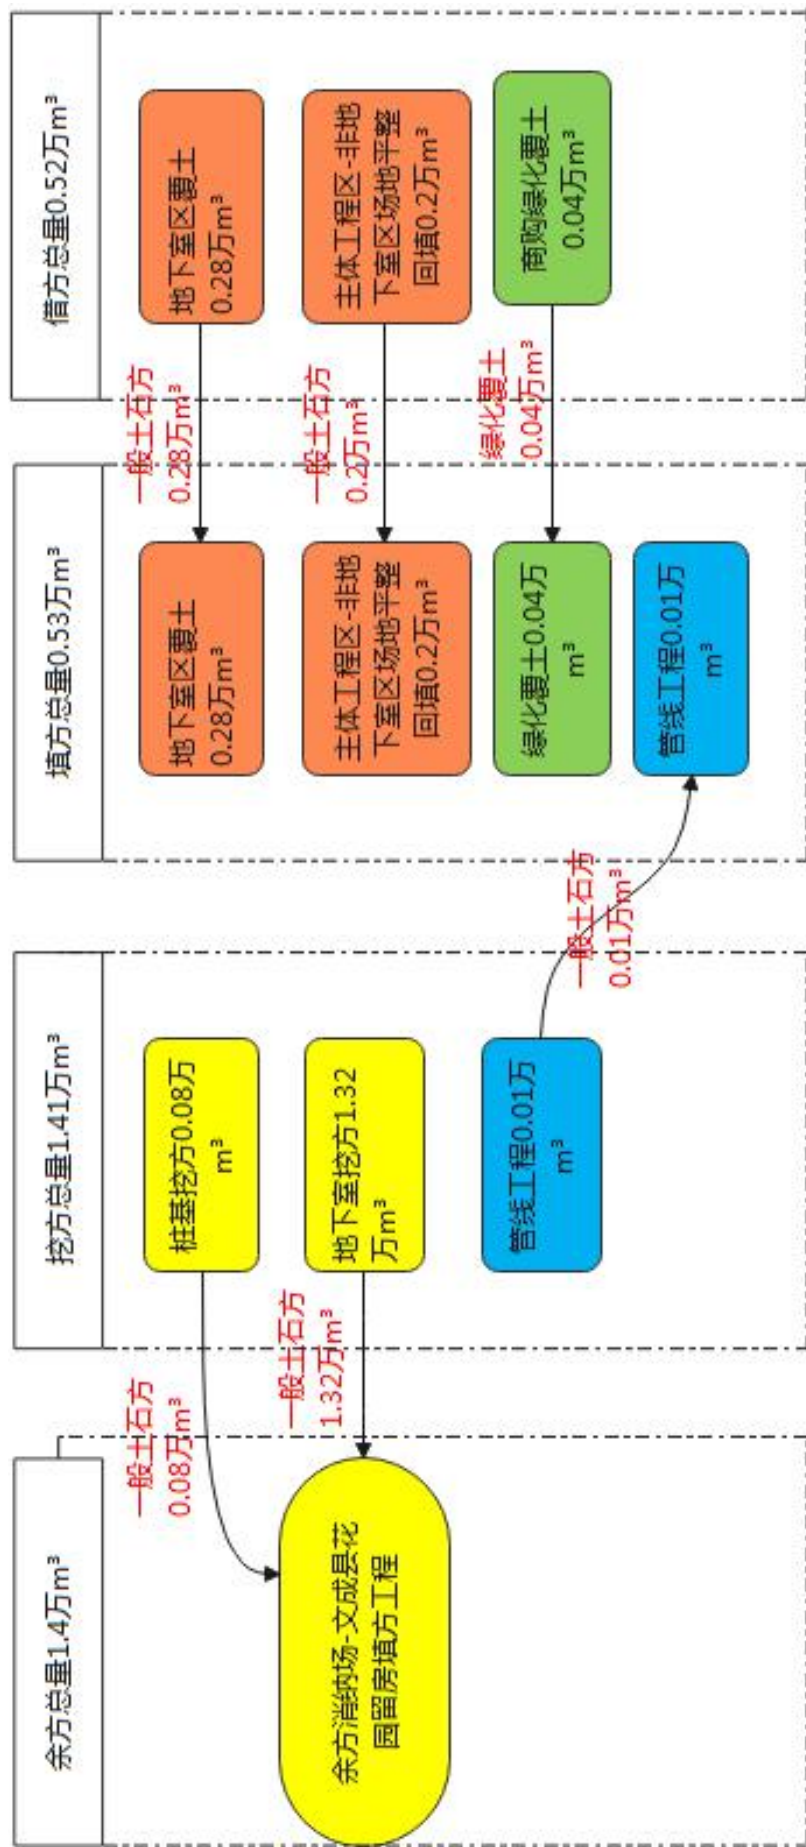 余方总量1.4万m³
余方消纳场-文成县花
园留房填方工程
一般土石方
0.08万m³
一般土石方
1.32万m³
挖方总量1.41万m³
桩基挖方0.08万
m³
地下室挖方1.32
万m³
管线工程0.01万
m³
一般土石方
0.01万m³
填方总量0.53万m³
地下室区覆土
0.28万m³
主体工程区-非地
下室区场地平整
回填0.2万m³
绿化覆土0.04万
m³
管线工程0.01万
m³
一般土石方
0.28万m³
一般土石方
0.2万m³
绿化覆土
0.04万m³
借方总量0.52万m³
地下室区覆土
0.28万m³
主体工程区-非地
下室区场地平整
回填0.2万m³
商购绿化覆土
0.04万m³